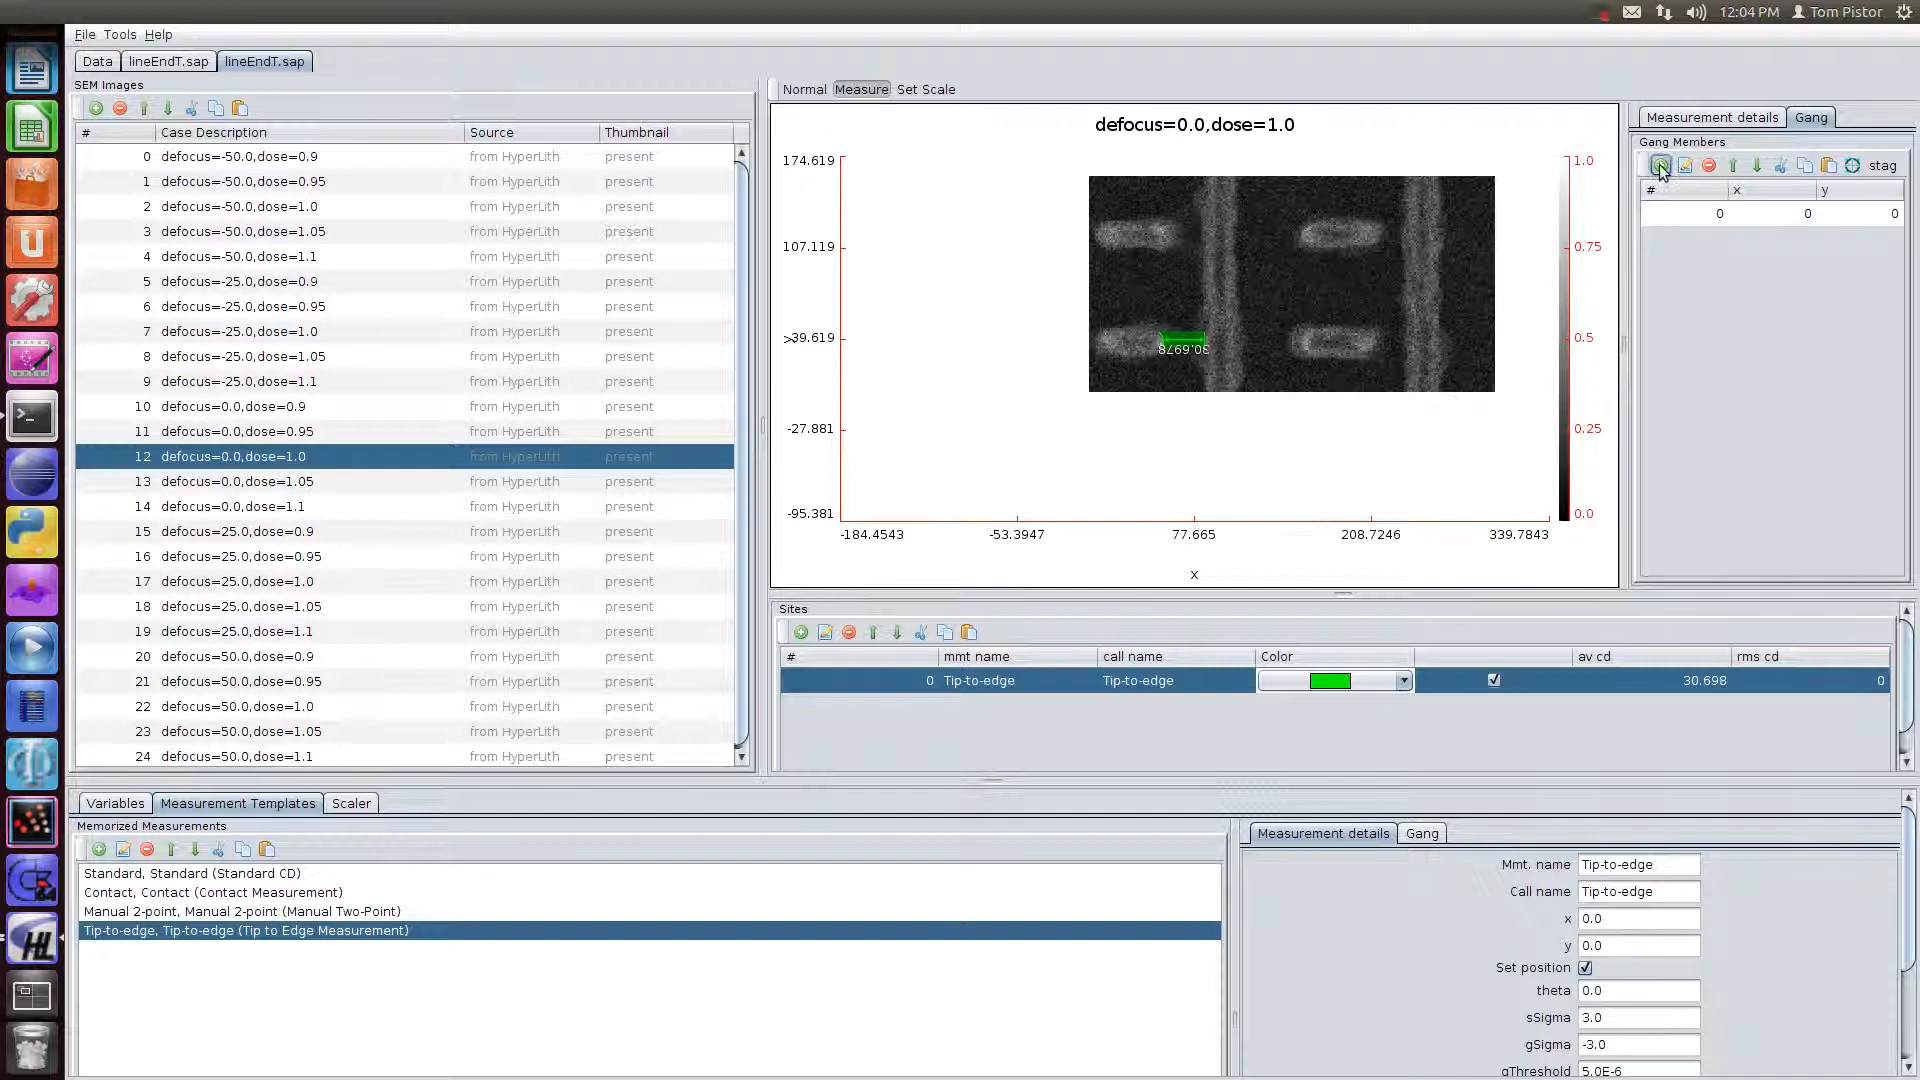 12:04 PM Tom Pistor
File Tools Help
Data lineEndT.sap lineEndT.sap
SEM Images
# Case Description Source Thumbnail
0 defocus=-50.0,dose=0.9 from HyperLith present
1 defocus=-50.0,dose=0.95 from HyperLith present
2 defocus=-50.0,dose=1.0 from HyperLith present
3 defocus=-50.0,dose=1.05 from HyperLith present
4 defocus=-50.0,dose=1.1 from HyperLith present
5 defocus=-25.0,dose=0.9 from HyperLith present
6 defocus=-25.0,dose=0.95 from HyperLith present
7 defocus=-25.0,dose=1.0 from HyperLith present
8 defocus=-25.0,dose=1.05 from HyperLith present
9 defocus=-25.0,dose=1.1 from HyperLith present
10 defocus=0.0,dose=0.9 from HyperLith present
11 defocus=0.0,dose=0.95 from HyperLith present
12 defocus=0.0,dose=1.0 from HyperLith present
13 defocus=0.0,dose=1.05 from HyperLith present
14 defocus=0.0,dose=1.1 from HyperLith present
15 defocus=25.0,dose=0.9 from HyperLith present
16 defocus=25.0,dose=0.95 from HyperLith present
17 defocus=25.0,dose=1.0 from HyperLith present
18 defocus=25.0,dose=1.05 from HyperLith present
19 defocus=25.0,dose=1.1 from HyperLith present
20 defocus=50.0,dose=0.9 from HyperLith present
21 defocus=50.0,dose=0.95 from HyperLith present
22 defocus=50.0,dose=1.0 from HyperLith present
23 defocus=50.0,dose=1.05 from HyperLith present
24 defocus=50.0,dose=1.1 from HyperLith present
Normal Measure Set Scale
defocus=0.0,dose=1.0
174.619
107.119
39.619
-27.881
-95.381
30.6978
1.0
0.75
0.5
0.25
0.0
-184.4543 -53.3947 77.665 208.7246 339.7843
x
Measurement details Gang
Gang Members
stag
# x y
0 0 0
Sites
# mmt name call name Color av cd rms cd
0 Tip-to-edge Tip-to-edge 30.698 0
Variables Measurement Templates Scaler
Memorized Measurements
Standard, Standard (Standard CD)
Contact, Contact (Contact Measurement)
Manual 2-point, Manual 2-point (Manual Two-Point)
Tip-to-edge, Tip-to-edge (Tip to Edge Measurement)
Measurement details Gang
Mmt. name Tip-to-edge
Call name Tip-to-edge
x 0.0
y 0.0
Set position
theta 0.0
sSigma 3.0
gSigma -3.0
gThreshold 5.0E-6